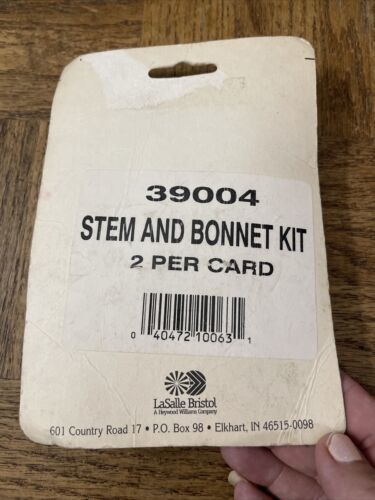 39004
STEM AND BONNET KIT
2 PER CARD
0 40472 10063 1
LaSalle Bristol
A Heywood Williams Company
601 Country Road 17 • P.O. Box 98 • Elkhart, IN 46515-0098